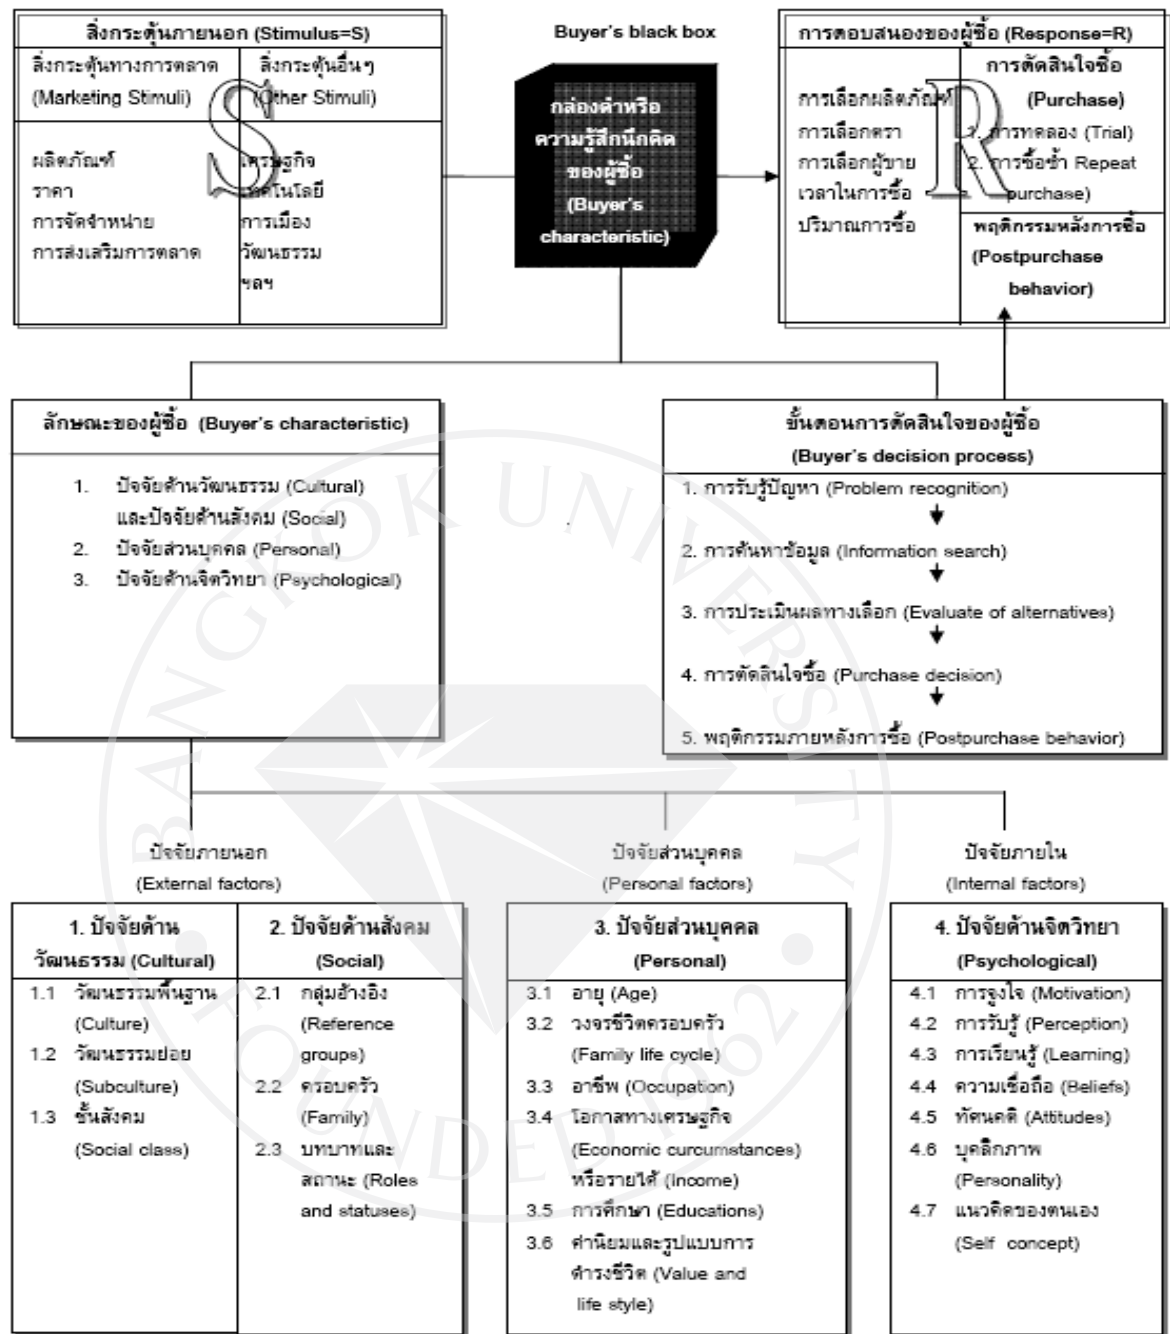 สิ่งกระตุ้นภายนอก (Stimulus=S)
สิ่งกระตุ้นทางการตลาด
(Marketing Stimuli)
สิ่งกระตุ้นอื่นๆ
(Other Stimuli)
S
ผลิตภัณฑ์
ราคา
การจัดจำหน่าย
การส่งเสริมการตลาด
เศรษฐกิจ
เทคโนโลยี
การเมือง
วัฒนธรรม
ฯลฯ
Buyer's black box
กล่องดำหรือ
ความรู้สึกนึกคิด
ของผู้ซื้อ
(Buyer's
characteristic)
การตอบสนองของผู้ซื้อ (Response=R)
การเลือกผลิตภัณฑ์
การเลือกตรา
การเลือกผู้ขาย
เวลาในการซื้อ
ปริมาณการซื้อ
R
การตัดสินใจซื้อ
(Purchase)
1. การทดลอง (Trial)
2. การซื้อซ้ำ Repeat
purchase)
พฤติกรรมหลังการซื้อ
(Postpurchase
behavior)
ลักษณะของผู้ซื้อ (Buyer's characteristic)
1. ปัจจัยด้านวัฒนธรรม (Cultural)
และปัจจัยด้านสังคม (Social)
2. ปัจจัยส่วนบุคคล (Personal)
3. ปัจจัยด้านจิตวิทยา (Psychological)
ขั้นตอนการตัดสินใจของผู้ซื้อ
(Buyer's decision process)
1. การรับรู้ปัญหา (Problem recognition)
2. การค้นหาข้อมูล (Information search)
3. การประเมินผลทางเลือก (Evaluate of alternatives)
4. การตัดสินใจซื้อ (Purchase decision)
5. พฤติกรรมภายหลังการซื้อ (Postpurchase behavior)
BANGKOK UNIVERSITY
FOUNDED 1962
ปัจจัยภายนอก
(External factors)
ปัจจัยส่วนบุคคล
(Personal factors)
ปัจจัยภายใน
(Internal factors)
1. ปัจจัยด้าน
วัฒนธรรม (Cultural)
1.1 วัฒนธรรมพื้นฐาน
(Culture)
1.2 วัฒนธรรมย่อย
(Subculture)
1.3 ชั้นสังคม
(Social class)
2. ปัจจัยด้านสังคม
(Social)
2.1 กลุ่มอ้างอิง
(Reference
groups)
2.2 ครอบครัว
(Family)
2.3 บทบาทและ
สถานะ (Roles
and statuses)
3. ปัจจัยส่วนบุคคล
(Personal)
3.1 อายุ (Age)
3.2 วงจรชีวิตครอบครัว
(Family life cycle)
3.3 อาชีพ (Occupation)
3.4 โอกาสทางเศรษฐกิจ
(Economic curcumstances)
หรือรายได้ (Income)
3.5 การศึกษา (Educations)
3.6 ค่านิยมและรูปแบบการ
ดำรงชีวิต (Value and
life style)
4. ปัจจัยด้านจิตวิทยา
(Psychological)
4.1 การจูงใจ (Motivation)
4.2 การรับรู้ (Perception)
4.3 การเรียนรู้ (Learning)
4.4 ความเชื่อถือ (Beliefs)
4.5 ทัศนคติ (Attitudes)
4.6 บุคลิกภาพ
(Personality)
4.7 แนวคิดของตนเอง
(Self concept)